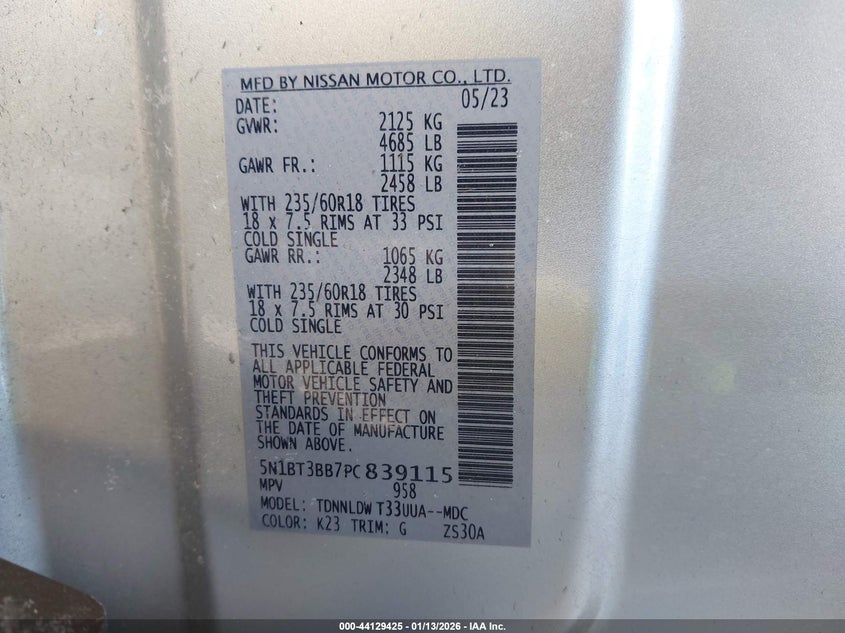 MFD BY NISSAN MOTOR CO., LTD.
DATE: 05/23
GVWR: 2125 KG
4685 LB
GAWR FR.: 1115 KG
2458 LB
WITH 235/60R18 TIRES
18 x 7.5 RIMS AT 33 PSI
COLD SINGLE
GAWR RR.: 1065 KG
2348 LB
WITH 235/60R18 TIRES
18 x 7.5 RIMS AT 30 PSI
COLD SINGLE
THIS VEHICLE CONFORMS TO
ALL APPLICABLE FEDERAL
MOTOR VEHICLE SAFETY AND
THEFT PREVENTION
STANDARDS IN EFFECT ON
THE DATE OF MANUFACTURE
SHOWN ABOVE.
5N1BT3BB7PC839115
MPV 958
MODEL: TDNNLDW T33UUA--MDC
COLOR: K23 TRIM: G ZS30A
000-44129425 - 01/13/2026 - IAA Inc.